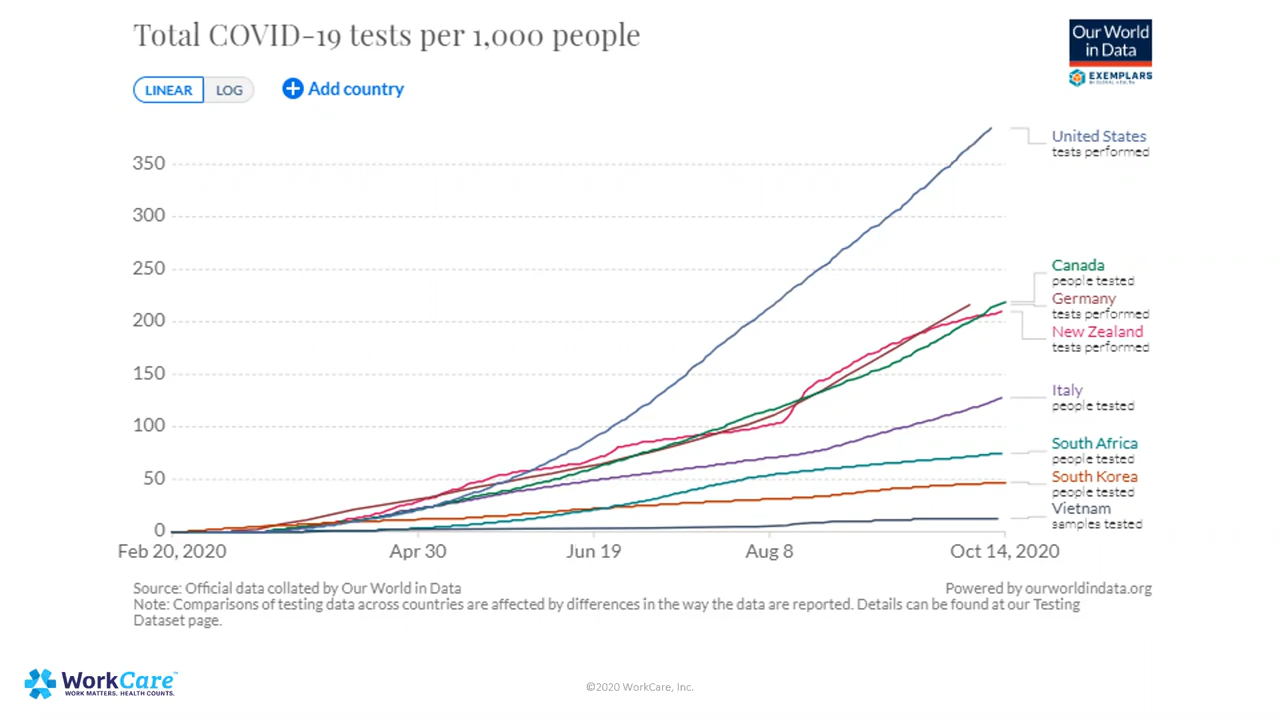 Total COVID-19 tests per 1,000 people
Our World
in Data
LINEAR
LOG
Add country
EXEMPLARS
United States
tests performed
350
300
250
Canada
people tested
Germany
tests performed
New Zealand
tests performed
200
150
Italy
people tested
100
South Africa
people tested
South Korea
people tested
Vietnam
samples tested
50
0
Feb 20, 2020
Apr 30
Jun 19
Aug 8
Oct 14, 2020
Source: Official data collated by Our World in Data
Powered by ourworldindata.org
Note: Comparisons of testing data across countries are affected by differences in the way the data are reported. Details can be found at our Testing
Dataset page.
WorkCare™
WORK MATTERS. HEALTH COUNTS.
©2020 WorkCare, Inc.